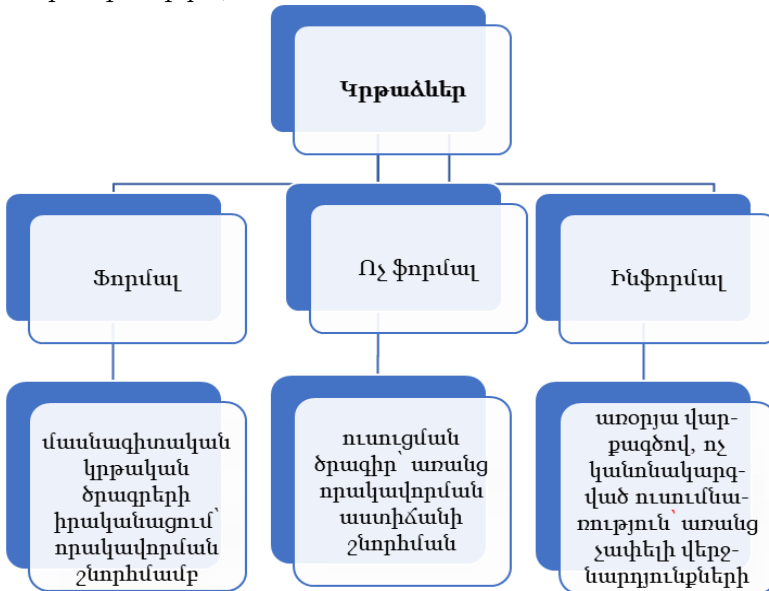 Կրթաձևեր
Ֆորմալ
Ոչ ֆորմալ
Ինֆորմալ
մասնագիտական
կրթական
ծրագրերի
իրականացում՝
որակավորման
շնորհմամբ
ուսուցման
ծրագիր՝ առանց
որակավորման
աստիճանի
շնորհման
առօրյա վար-
քագծով, ոչ
կանոնակարգ-
ված ուսումնա-
ռություն՝ առանց
չափելի վերջ-
նարդյունքների